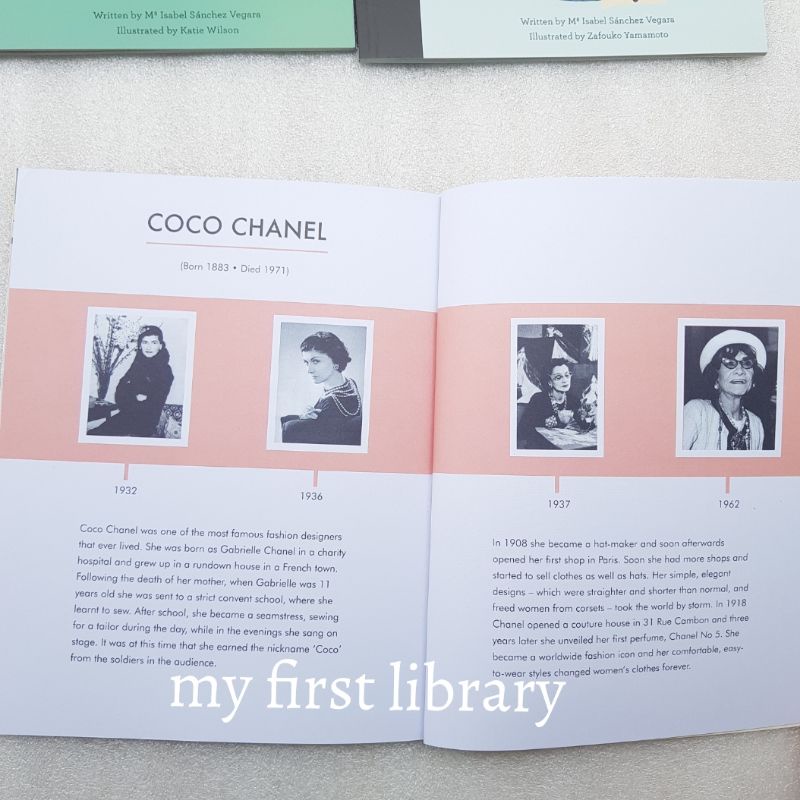 Written by Mª Isabel Sánchez Vegara
Illustrated by Katie Wilson
Written by Mª Isabel Sánchez Vegara
Illustrated by Zafouko Yamamoto
COCO CHANEL
(Born 1883 • Died 1971)
1932
1936
Coco Chanel was one of the most famous fashion designers
that ever lived. She was born as Gabrielle Chanel in a charity
hospital and grew up in a rundown house in a French town.
Following the death of her mother, when Gabrielle was 11
years old she was sent to a strict convent school, where she
learnt to sew. After school, she became a seamstress, sewing
for a tailor during the day, while in the evenings she sang on
stage. It was at this time that she earned the nickname ‘Coco’
from the soldiers in the audience.
1937
1962
In 1908 she became a hat-maker and soon afterwards
opened her first shop in Paris. Soon she had more shops and
started to sell clothes as well as hats. Her simple, elegant
designs – which were straighter and shorter than normal, and
freed women from corsets – took the world by storm. In 1918
Chanel opened a couture house in 31 Rue Cambon and three
years later she unveiled her first perfume, Chanel No 5. She
became a worldwide fashion icon and her comfortable, easy-
to-wear styles changed women’s clothes forever.
my first library